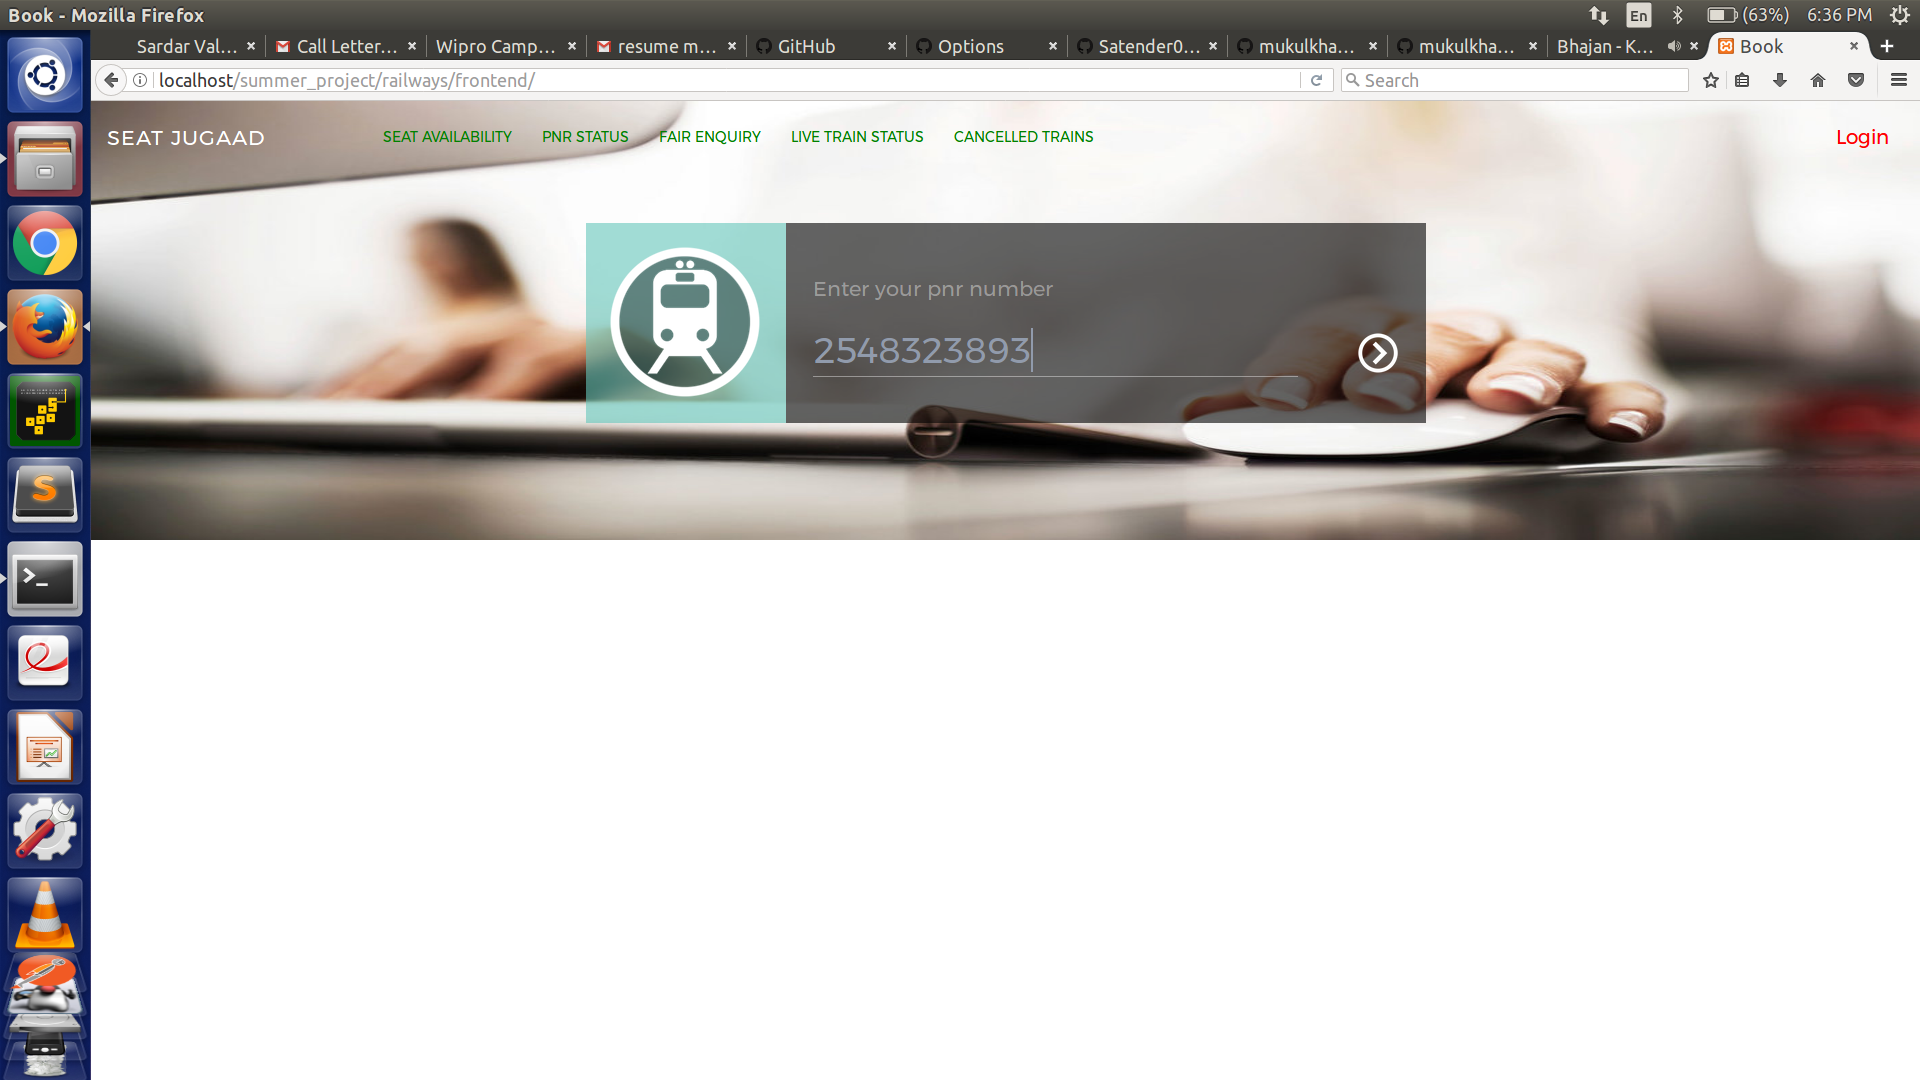 Book - Mozilla Firefox
En
(63%)
6:36 PM
Sardar Val...
Call Letter...
Wipro Camp...
resume m...
GitHub
Options
Satender0...
mukulkha...
mukulkha...
Bhajan - K...
Book
localhost/summer_project/railways/frontend/
Search
SEAT JUGAAD
SEAT AVAILABILITY
PNR STATUS
FAIR ENQUIRY
LIVE TRAIN STATUS
CANCELLED TRAINS
Login
Enter your pnr number
2548323893